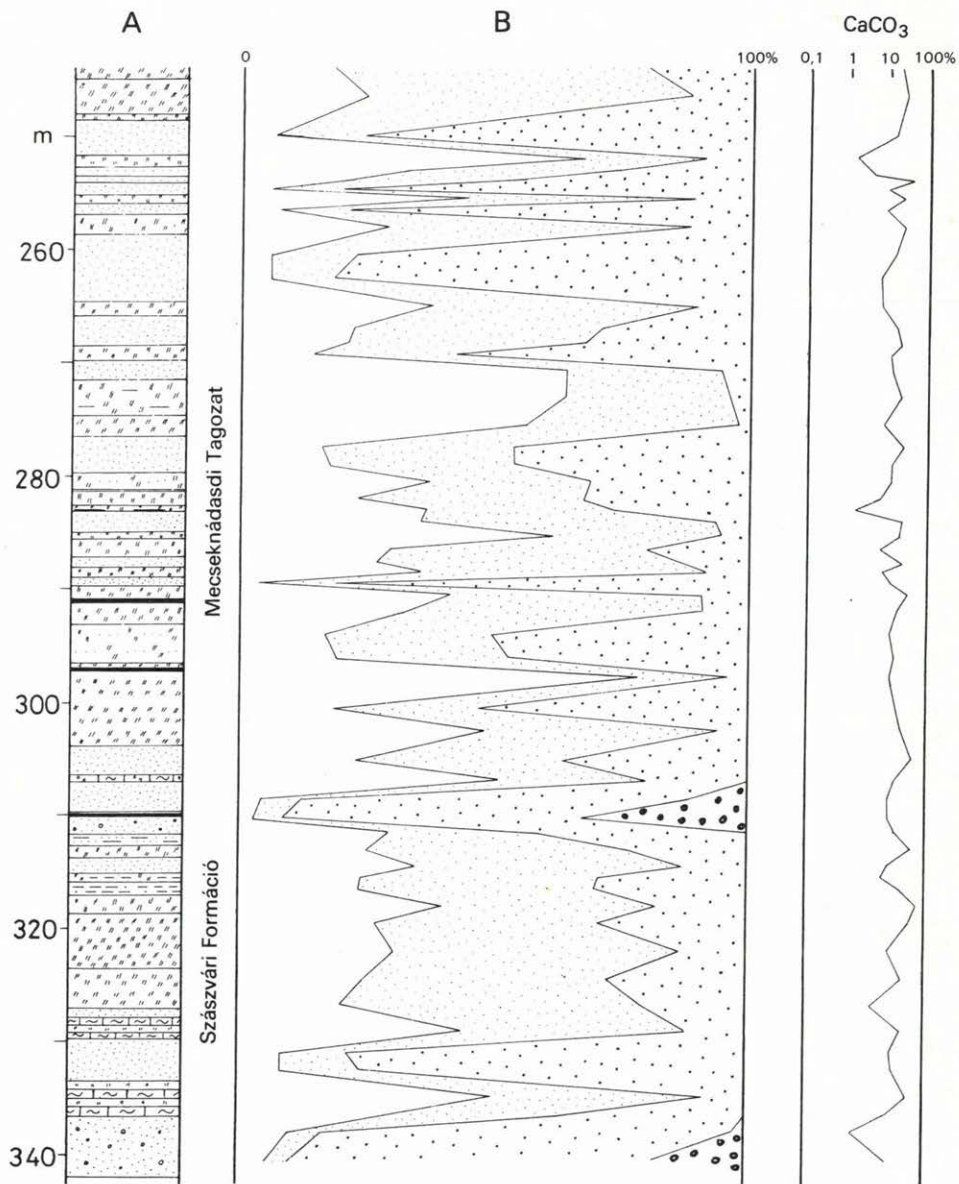 A
B
CaCO₃
0
100%
0,1
1
10
100%
m
260
280
300
320
340
Mecseknádasdi Tagozat
Szászvári Formáció